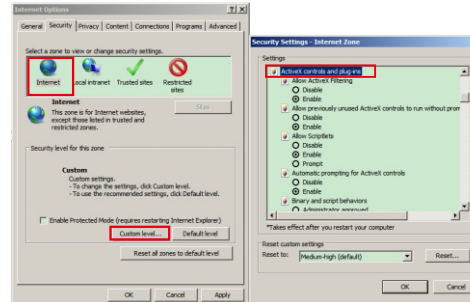 Internet Options
General Security Privacy Content Connections Programs Advanced
Select a zone to view or change security settings.
Internet Local intranet Trusted sites Restricted sites
Internet
This zone is for Internet websites, except those listed in trusted and restricted zones.
Sites
Security level for this zone
Custom
Custom settings.
- To change the settings, click Custom level.
- To use the recommended settings, click Default level.
Enable Protected Mode (requires restarting Internet Explorer)
Custom level... Default level
Reset all zones to default level
OK Cancel Apply
Security Settings - Internet Zone
Settings
ActiveX controls and plug-ins
Allow ActiveX Filtering
Disable
Enable
Allow previously unused ActiveX controls to run without prom
Disable
Enable
Allow Scriptlets
Disable
Enable
Prompt
Automatic prompting for ActiveX controls
Disable
Enable
Binary and script behaviors
Administrator approved
*Takes effect after you restart your computer
Reset custom settings
Reset to: Medium-high (default) Reset...
OK Cancel